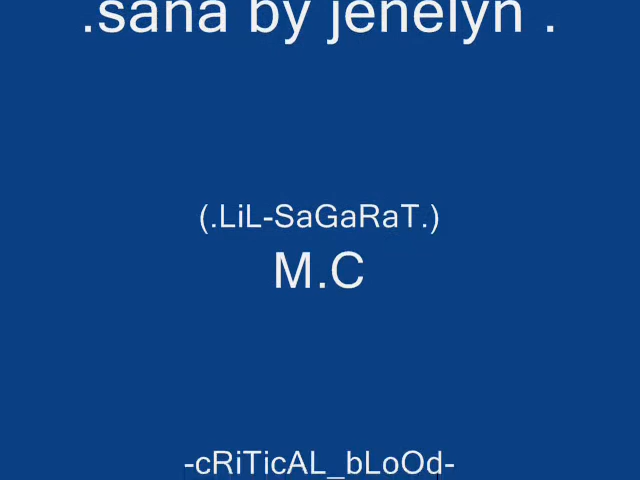 .sana by jenelyn .
(.LiL-SaGaRaT.)
M.C
-cRiTicAL_bLoOd-